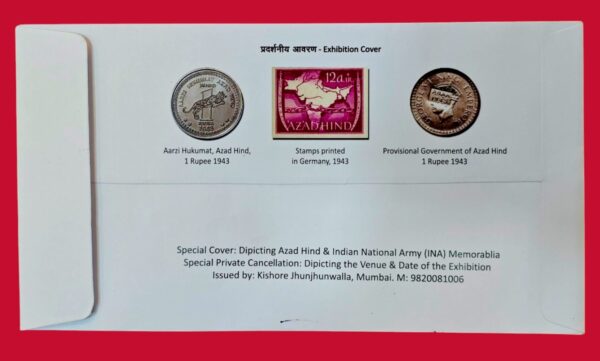 प्रदर्शनीय आवरण - Exhibition Cover
12a.
AZAD HIND
Aarzi Hukumat, Azad Hind,
1 Rupee 1943
Stamps printed
in Germany, 1943
Provisional Government of Azad Hind
1 Rupee 1943
Special Cover: Dipicting Azad Hind & Indian National Army (INA) Memorablia
Special Private Cancellation: Dipicting the Venue & Date of the Exhibition
Issued by: Kishore Jhunjhunwalla, Mumbai. M: 9820081006